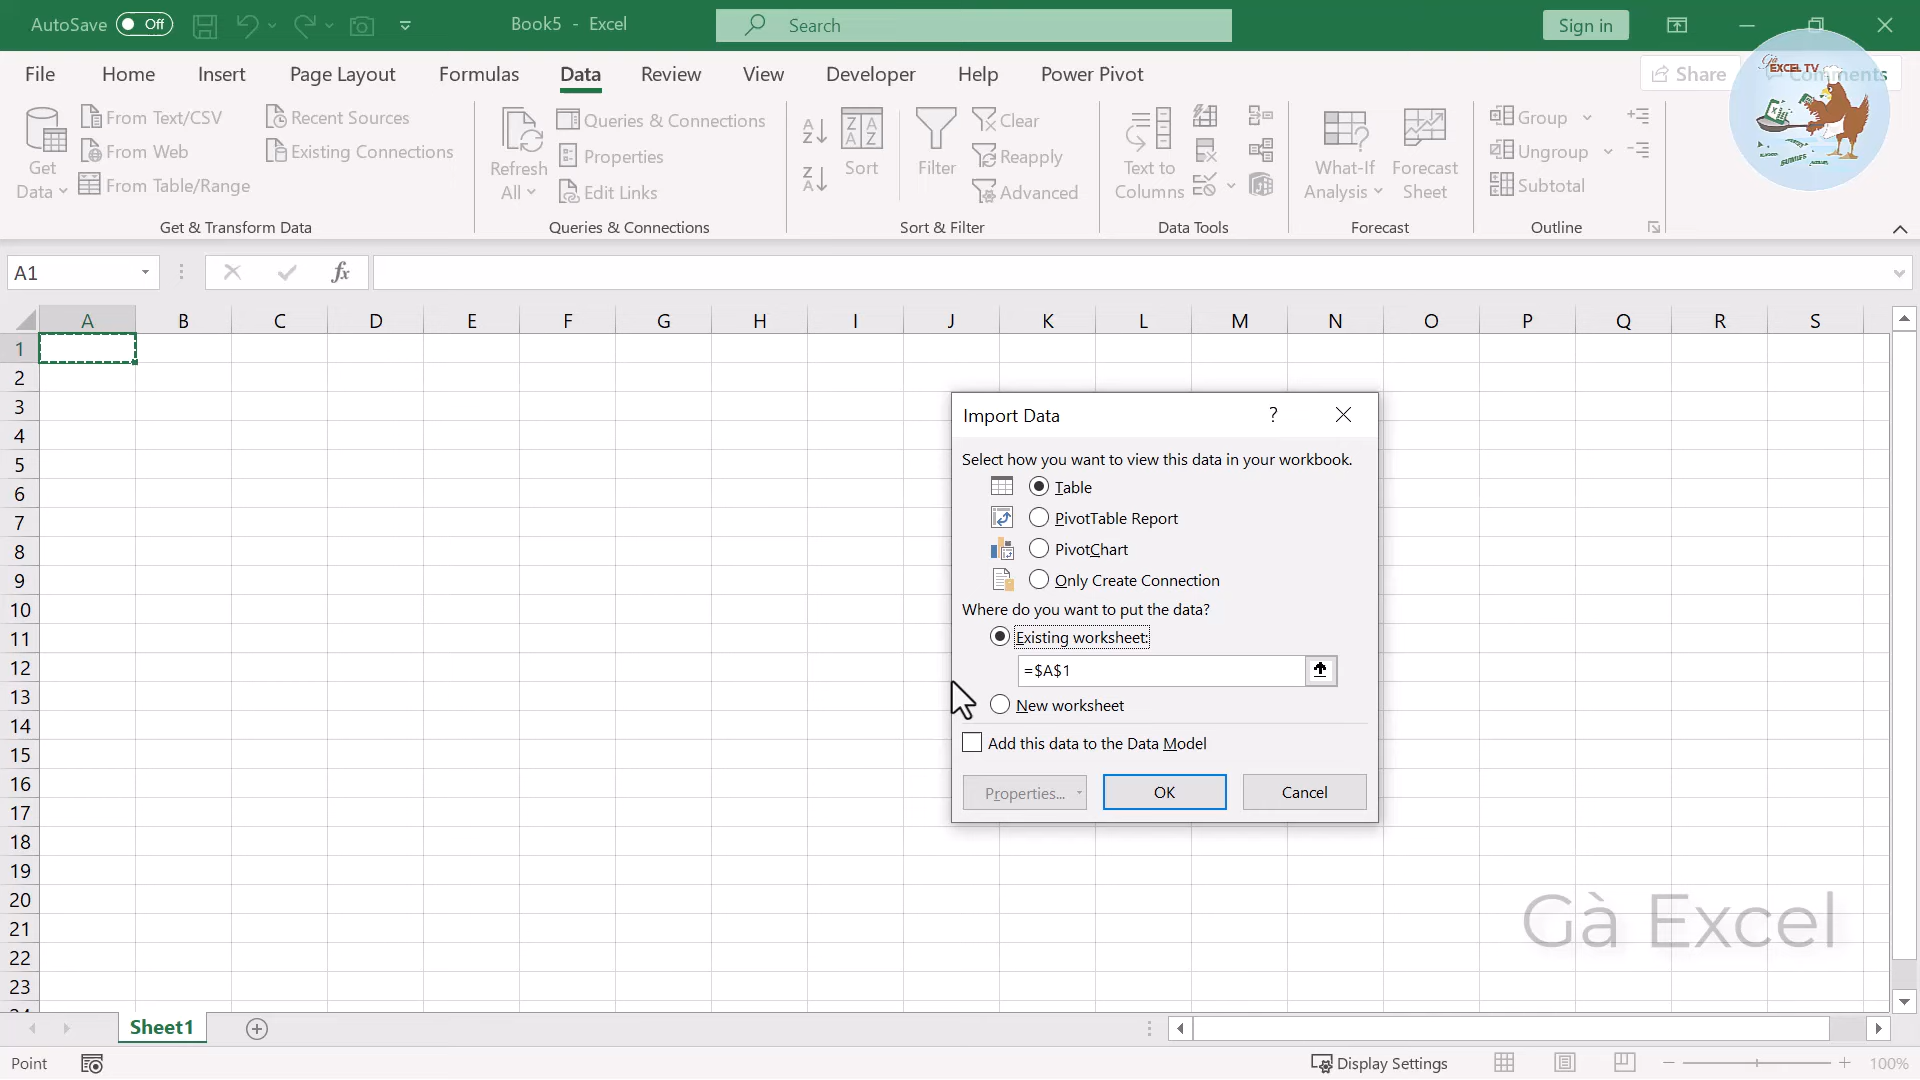 AutoSave Off Book5 - Excel Search Sign in
File Home Insert Page Layout Formulas Data Review View Developer Help Power Pivot Share Comments
Gà EXCEL TV
Get Data
From Text/CSV
From Web
From Table/Range
Recent Sources
Existing Connections
Get & Transform Data
Refresh All
Queries & Connections
Properties
Edit Links
Queries & Connections
Sort
Filter
Clear
Reapply
Advanced
Sort & Filter
Text to Columns
Data Tools
What-If Analysis
Forecast Sheet
Forecast
Group
Ungroup
Subtotal
Outline
A1 fx
A B C D E F G H I J K L M N O P Q R S
1
2
3
4
5
6
7
8
9
10
11
12
13
14
15
16
17
18
19
20
21
22
23
Import Data ?
Select how you want to view this data in your workbook.
Table
PivotTable Report
PivotChart
Only Create Connection
Where do you want to put the data?
Existing worksheet:
=$A$1
New worksheet
Add this data to the Data Model
Properties... OK Cancel
Gà Excel
Sheet1
Point Display Settings 100%